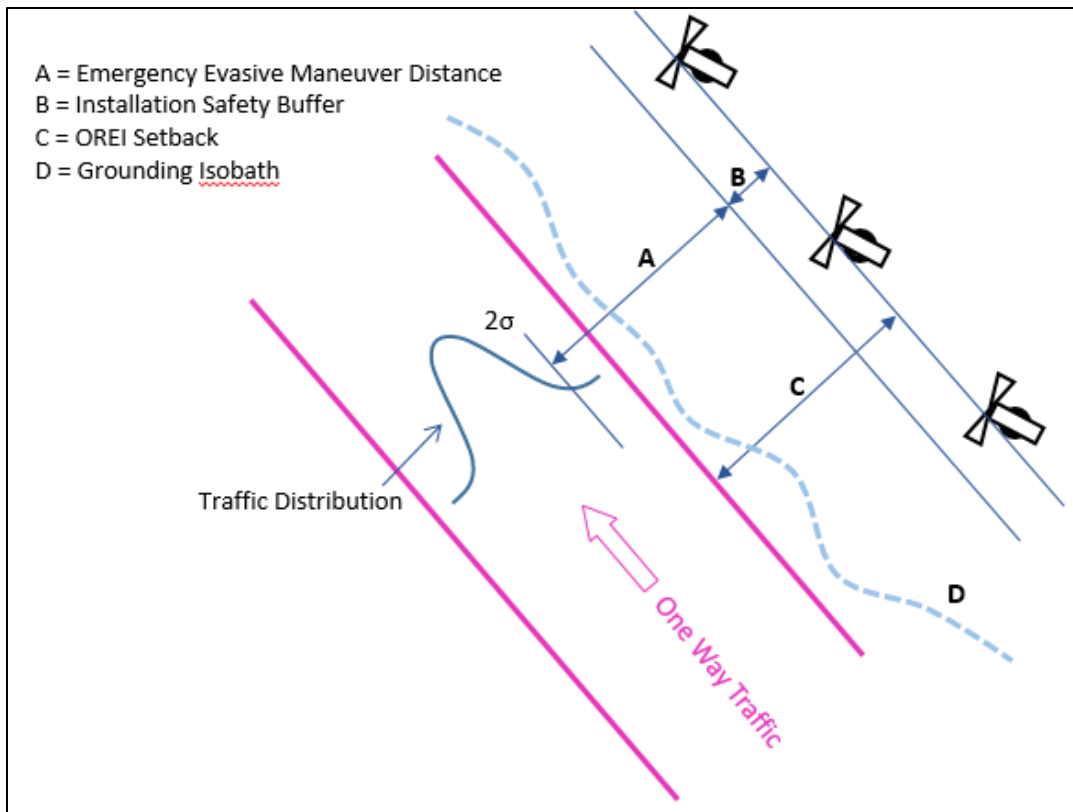 A = Emergency Evasive Maneuver Distance
B = Installation Safety Buffer
C = OREI Setback
D = Grounding Isobath
B
A
2σ
C
Traffic Distribution
D
One Way Traffic